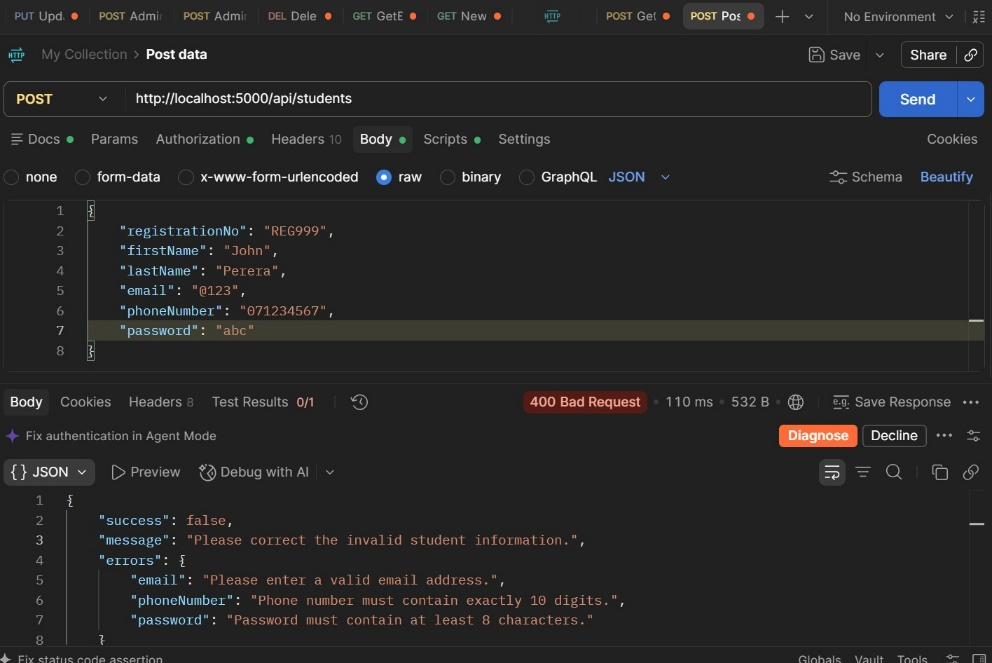 PUT Upd. POST Admi POST Admi DEL Dele GET GetE GET New HTTP POST Get POST Pos No Environment
HTTP My Collection > Post data Save Share
POST http://localhost:5000/api/students Send
Docs Params Authorization Headers 10 Body Scripts Settings Cookies
none form-data x-www-form-urlencoded raw binary GraphQL JSON Schema Beautify
1 {
2 "registrationNo": "REG999",
3 "firstName": "John",
4 "lastName": "Perera",
5 "email": "@123",
6 "phoneNumber": "071234567",
7 "password": "abc"
8 }
Body Cookies Headers 8 Test Results 0/1 400 Bad Request • 110 ms • 532 B • e.g. Save Response
Fix authentication in Agent Mode Diagnose Decline
{} JSON Preview Debug with AI
1 {
2 "success": false,
3 "message": "Please correct the invalid student information.",
4 "errors": {
5 "email": "Please enter a valid email address.",
6 "phoneNumber": "Phone number must contain exactly 10 digits.",
7 "password": "Password must contain at least 8 characters."
8 }
Fix status code assertion Globals Vault Tools